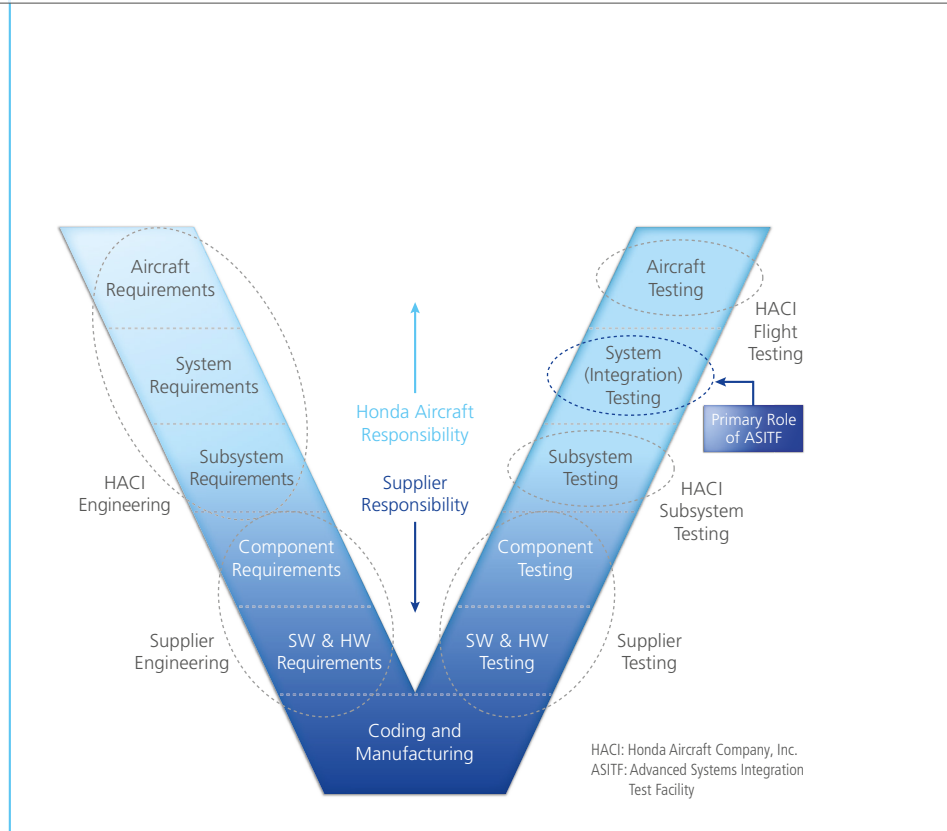 Aircraft
Requirements
System
Requirements
Subsystem
Requirements
HACI
Engineering
Component
Requirements
Supplier
Engineering
SW & HW
Requirements
Coding and
Manufacturing
Honda Aircraft
Responsibility
Supplier
Responsibility
Aircraft
Testing
HACI
Flight
Testing
System
(Integration)
Testing
Primary Role
of ASITF
Subsystem
Testing
HACI
Subsystem
Testing
Component
Testing
SW & HW
Testing
Supplier
Testing
HACI: Honda Aircraft Company, Inc.
ASITF: Advanced Systems Integration
Test Facility